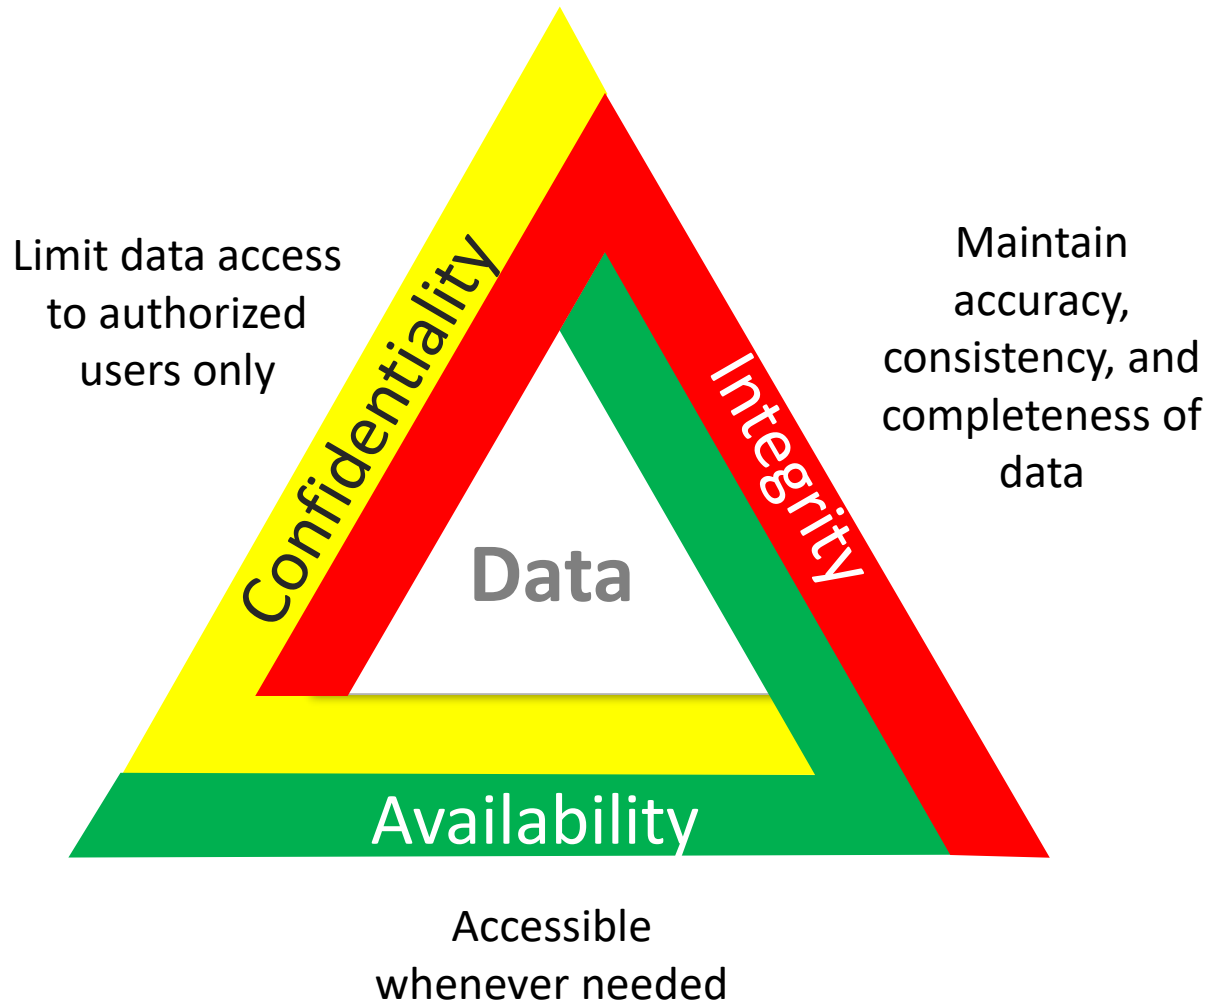 Limit data access
to authorized
users only
Confidentiality
Maintain
accuracy,
consistency, and
completeness of
data
Integrity
Data
Availability
Accessible
whenever needed